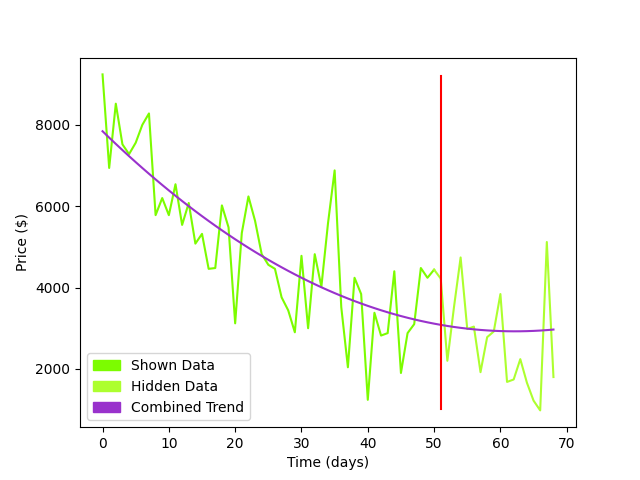 8000
6000
4000
2000
Price ($)
Shown Data
Hidden Data
Combined Trend
0 10 20 30 40 50 60 70
Time (days)